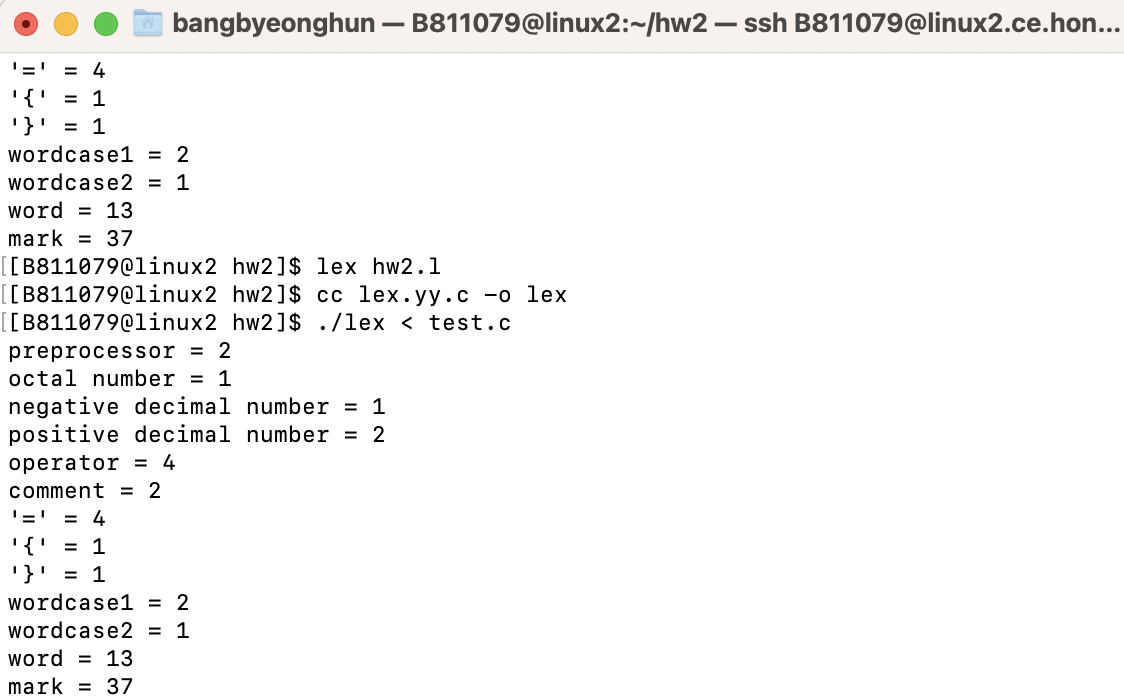 bangbyeonghun — B811079@linux2:~/hw2 — ssh B811079@linux2.ce.hon...
'=' = 4
'{' = 1
'}' = 1
wordcase1 = 2
wordcase2 = 1
word = 13
mark = 37
[[B811079@linux2 hw2]$ lex hw2.l
[[B811079@linux2 hw2]$ cc lex.yy.c -o lex
[[B811079@linux2 hw2]$ ./lex < test.c
preprocessor = 2
octal number = 1
negative decimal number = 1
positive decimal number = 2
operator = 4
comment = 2
'=' = 4
'{' = 1
'}' = 1
wordcase1 = 2
wordcase2 = 1
word = 13
mark = 37